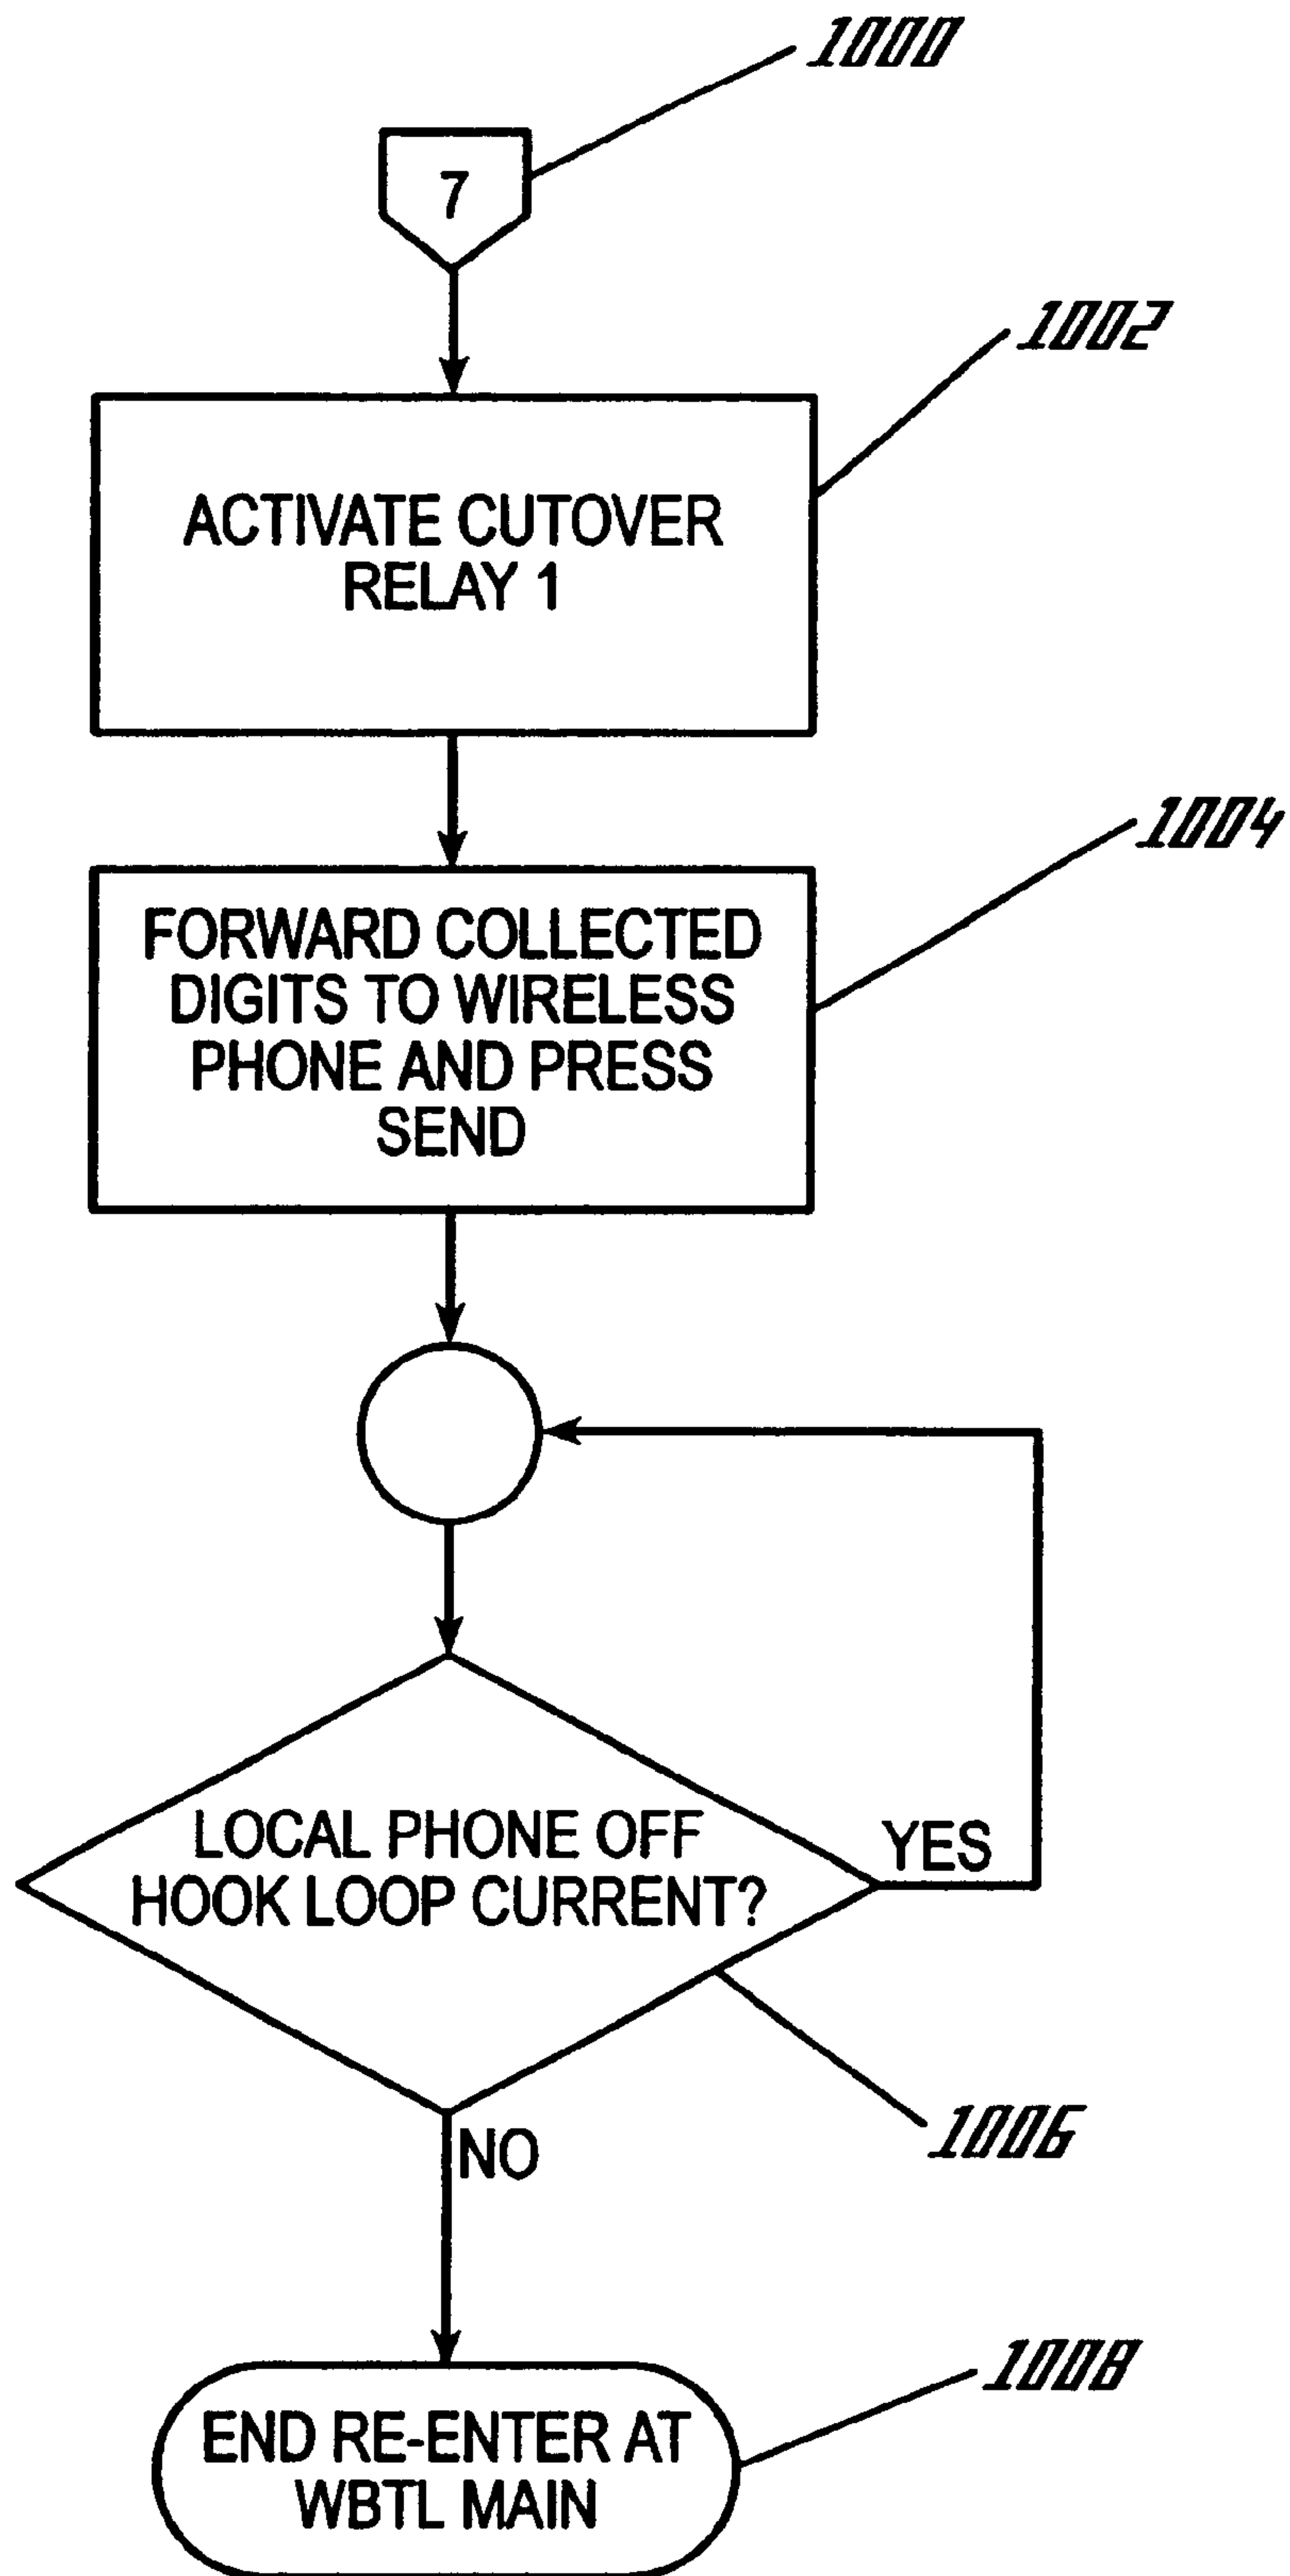 1000
7
1002
ACTIVATE CUTOVER
RELAY 1
1004
FORWARD COLLECTED
DIGITS TO WIRELESS
PHONE AND PRESS
SEND
LOCAL PHONE OFF
HOOK LOOP CURRENT?
YES
1006
NO
1008
END RE-ENTER AT
WBTL MAIN